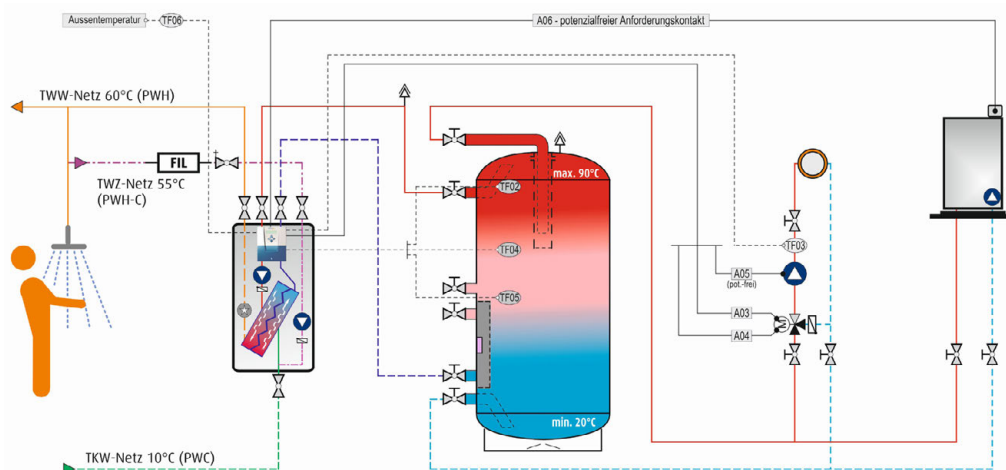 Aussentemperatur
TF06
A06 - potenzialfreier Anforderungskontakt
TWW-Netz 60°C (PWH)
FIL
+
TWZ-Netz 55°C
(PWH-C)
max. 90°C
TF02
TF04
TF03
TF05
A05
(pot.-frei)
A03
M
A04
min. 20°C
TKW-Netz 10°C (PWC)